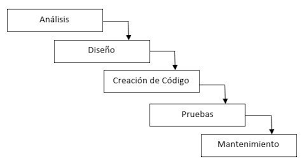 Análisis
Diseño
Creación de Código
Pruebas
Mantenimiento